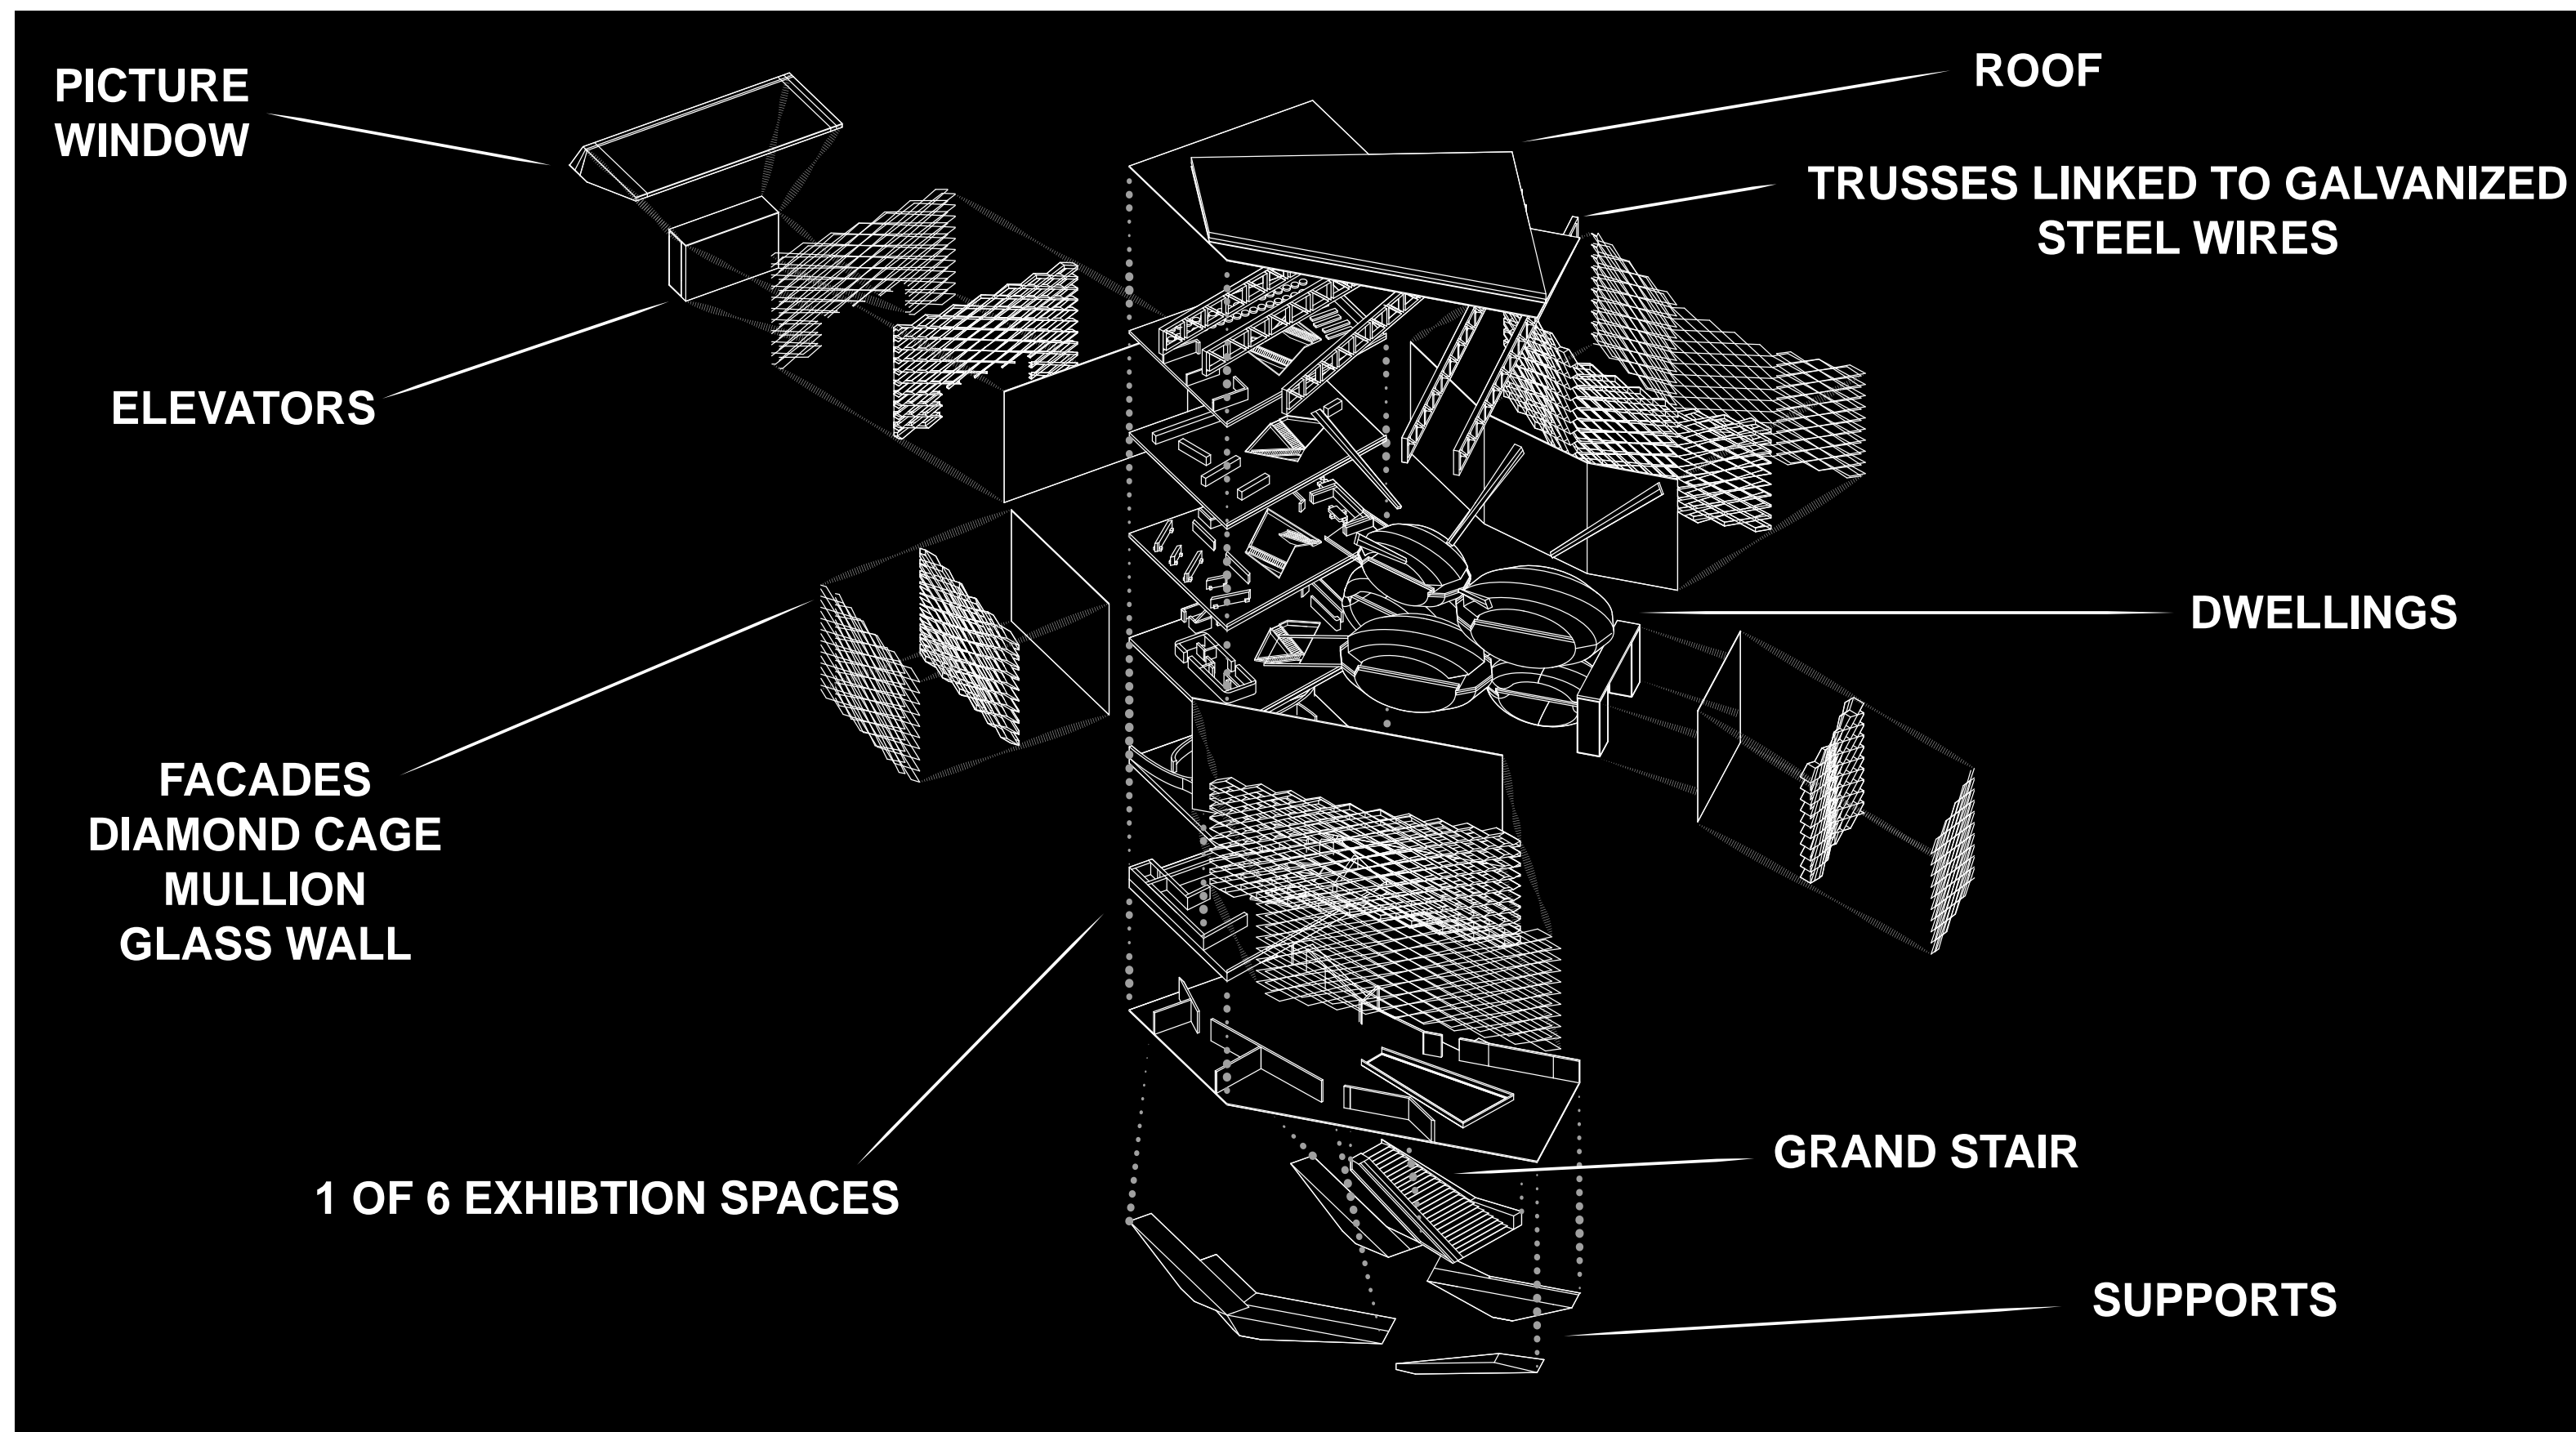 PICTURE
WINDOW
ROOF
TRUSSES LINKED TO GALVANIZED
STEEL WIRES
ELEVATORS
DWELLINGS
FACADES
DIAMOND CAGE
MULLION
GLASS WALL
1 OF 6 EXHIBTION SPACES
GRAND STAIR
SUPPORTS